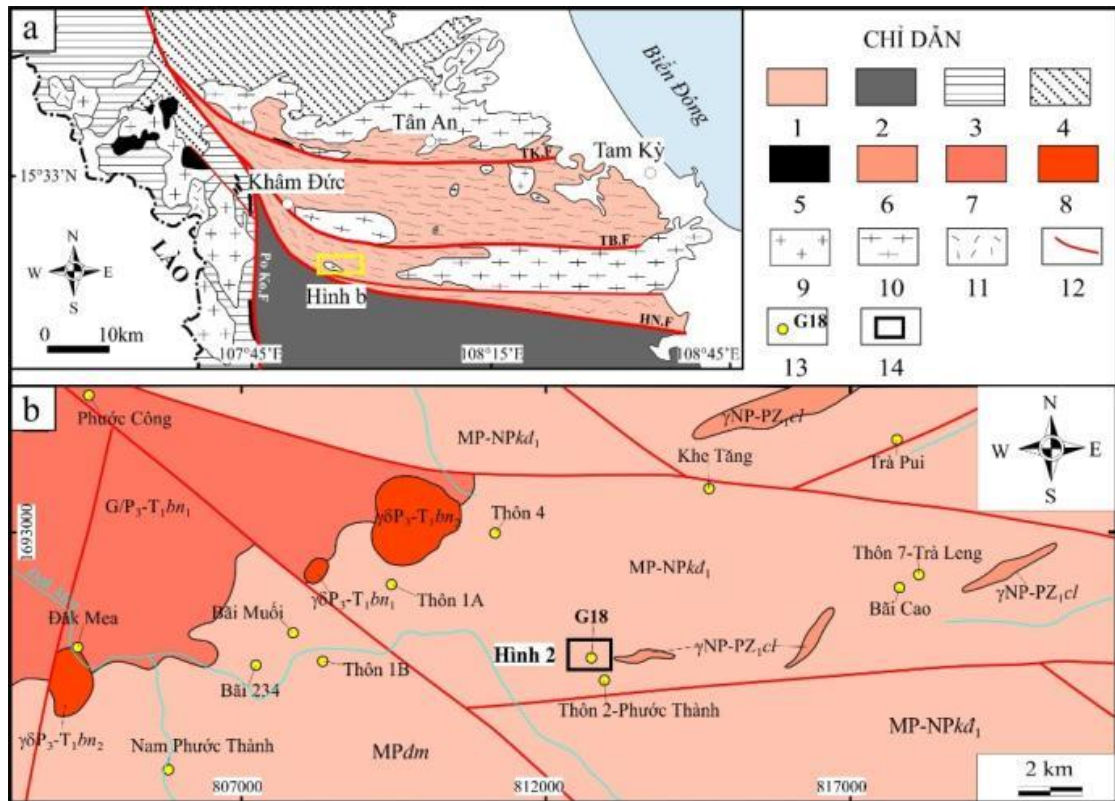 a
Biển Đông
Tân An
Tam Kỳ
TK.F
15°33'N
Khâm Đức
LÀO
N
W
E
S
Po Ko.F
TB.F
Hình b
HN.F
0 10km
107°45'E
108°15'E
108°45'E
CHỈ DẪN
1 2 3 4
5 6 7 8
9 10 11 12
G18
13 14
b
Phước Công
MP-NPkđ₁
γNP-PZ₁cl
N
W
E
S
Khe Tăng
Trà Pui
G/P₃-T₁bn₁
1693000
γδP₃-T₁bn₂
Thôn 4
Thôn 7-Trà Leng
MP-NPkđ₁
γNP-PZ₁cl
γδP₃-T₁bn₁
Thôn 1A
Bãi Cao
Bãi Muối
Đăk Mea
G18
Hình 2
γNP-PZ₁cl
Thôn 1B
Bãi 234
Thôn 2-Phước Thành
γδP₃-T₁bn₂
Nam Phước Thành
MPđm
MP-NPkđ₁
807000
812000
817000
2 km